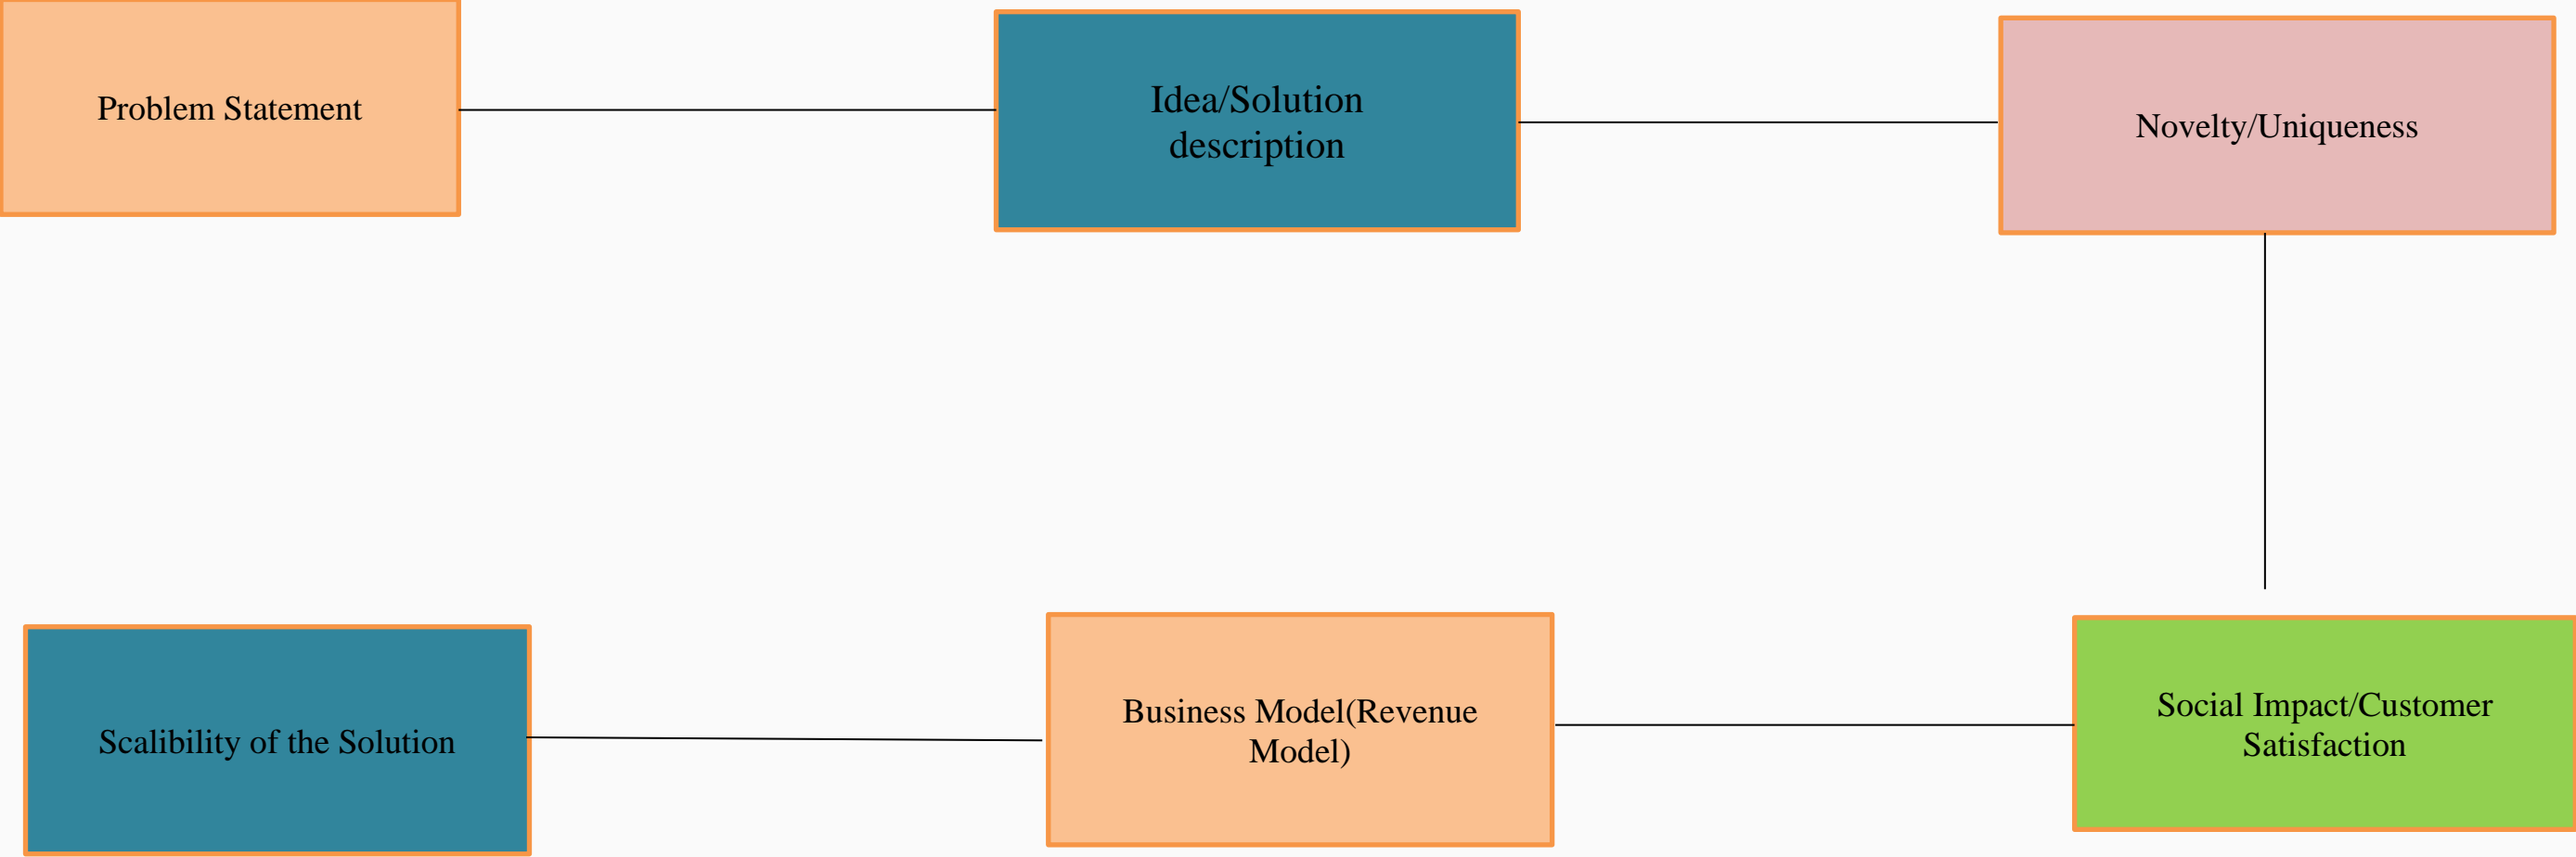 Problem Statement
Idea/Solution
description
Novelty/Uniqueness
Scalibility of the Solution
Business Model(Revenue
Model)
Social Impact/Customer
Satisfaction